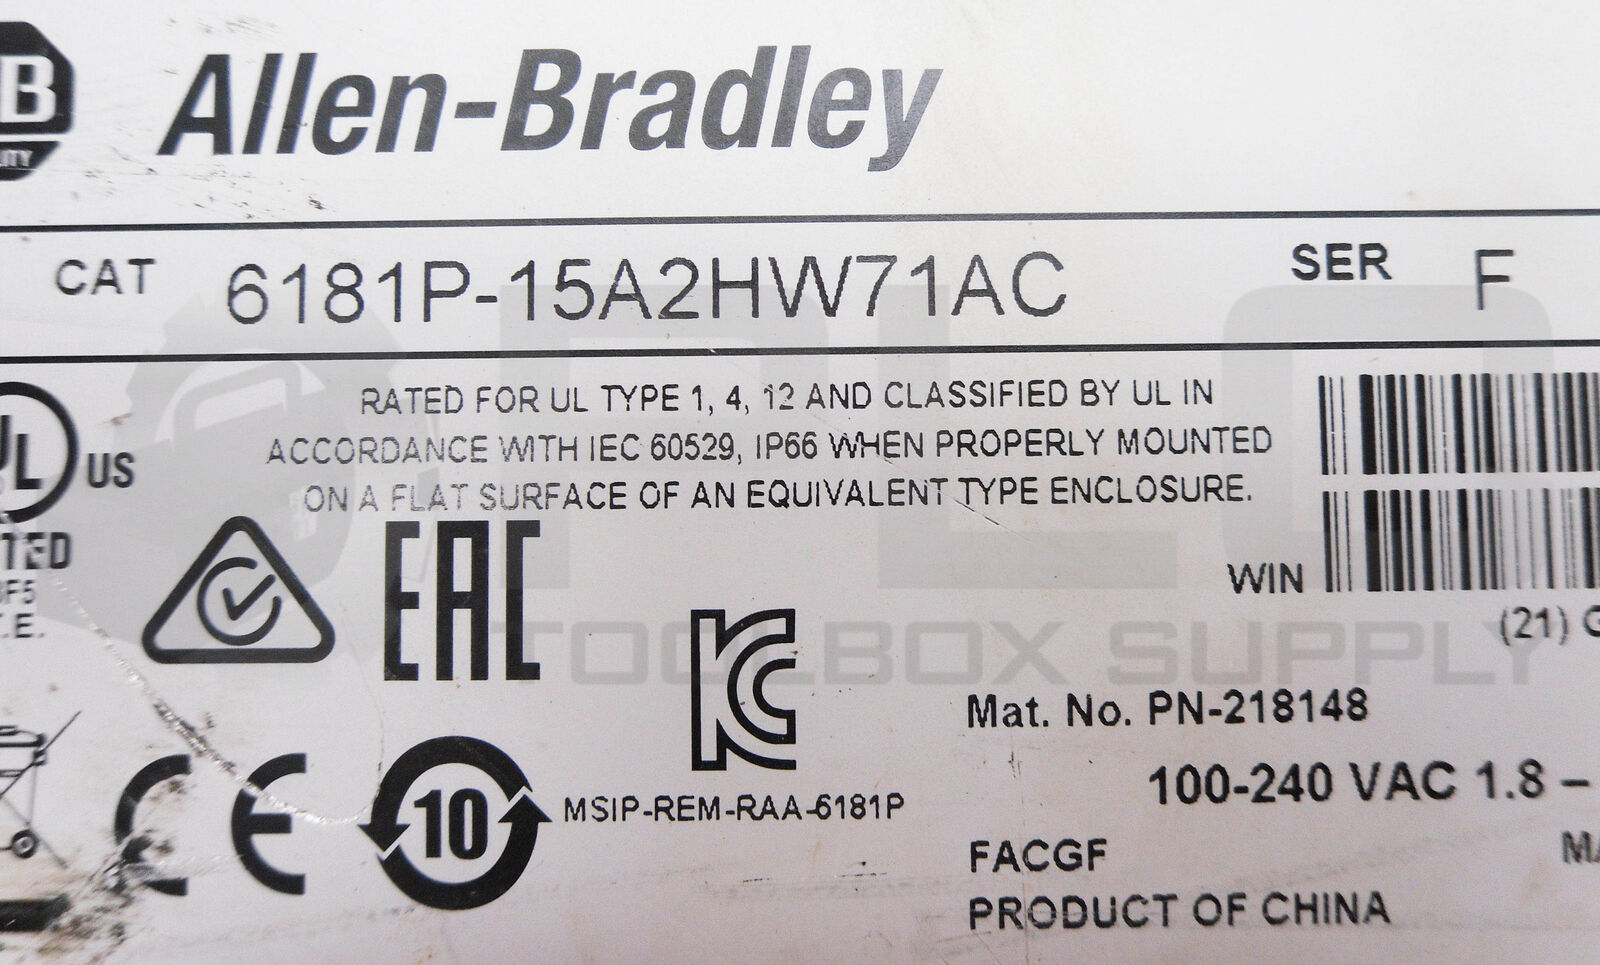 B
Allen-Bradley
CAT 6181P-15A2HW71AC SER F
RATED FOR UL TYPE 1, 4, 12 AND CLASSIFIED BY UL IN
ACCORDANCE WITH IEC 60529, IP66 WHEN PROPERLY MOUNTED
ON A FLAT SURFACE OF AN EQUIVALENT TYPE ENCLOSURE.
UL US
EAC
WIN
(21)
KC
TOOLBOX SUPPLY
Mat. No. PN-218148
100-240 VAC 1.8 –
CE
10
MSIP-REM-RAA-6181P
FACGF
PRODUCT OF CHINA